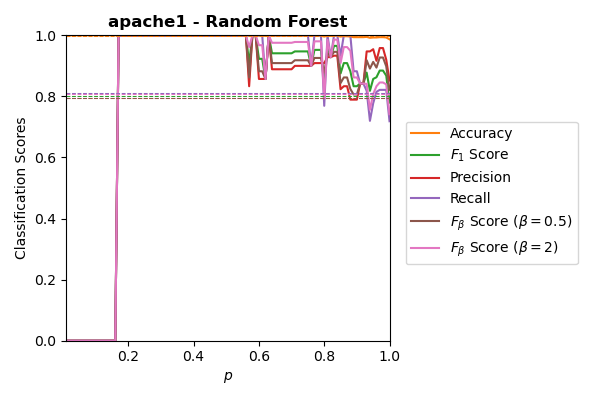 apache1 - Random Forest
Classification Scores
1.0
0.8
0.6
0.4
0.2
0.0
0.2 0.4 0.6 0.8 1.0
p
Accuracy
F₁ Score
Precision
Recall
Fᵦ Score (β = 0.5)
Fᵦ Score (β = 2)